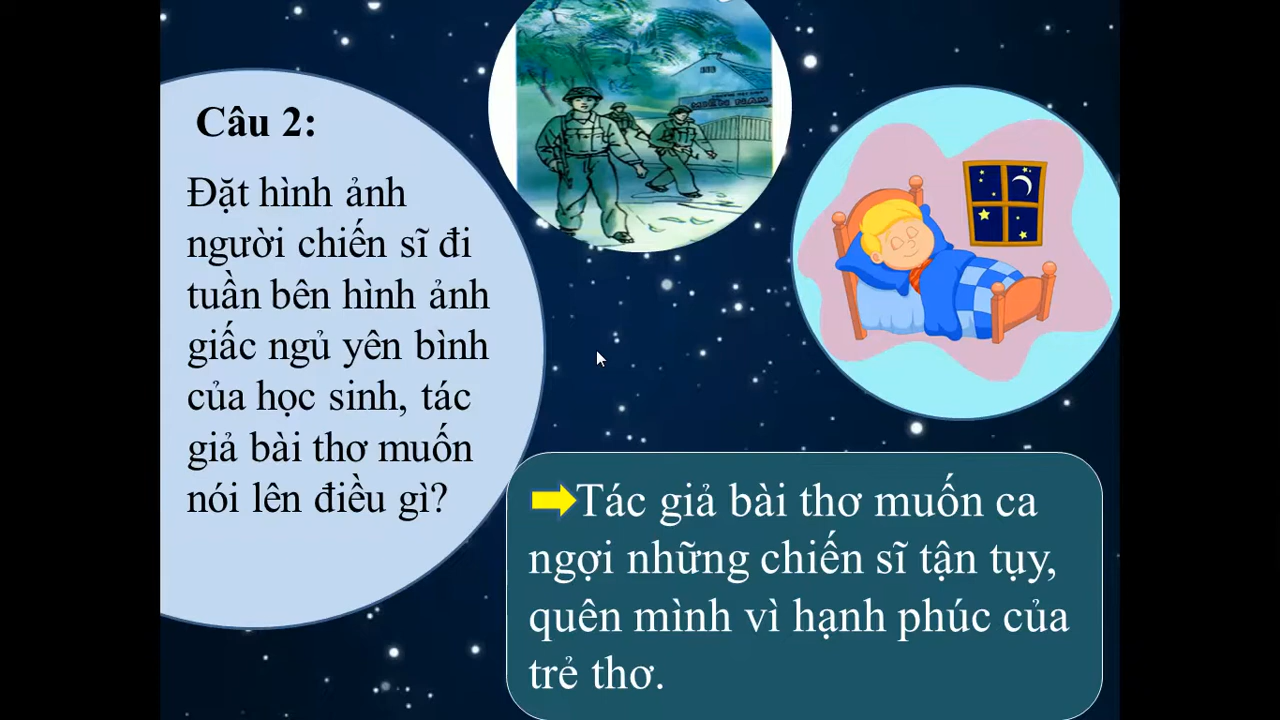 Câu 2:
Đặt hình ảnh
người chiến sĩ đi
tuần bên hình ảnh
giấc ngủ yên bình
của học sinh, tác
giả bài thơ muốn
nói lên điều gì?
MIỀN NAM
➡Tác giả bài thơ muốn ca
ngợi những chiến sĩ tận tụy,
quên mình vì hạnh phúc của
trẻ thơ.